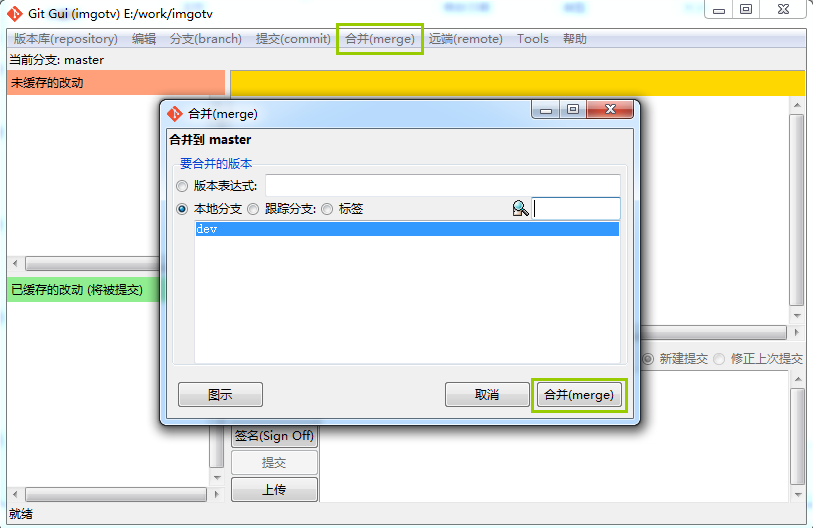 Git Gui (imgotv) E:/work/imgotv
版本库(repository) 编辑 分支(branch) 提交(commit) 合并(merge) 远端(remote) Tools 帮助
当前分支: master
未缓存的改动
合并(merge)
合并到 master
要合并的版本
版本表达式:
本地分支 跟踪分支: 标签
dev
已缓存的改动 (将被提交)
新建提交 修正上次提交
图示 取消 合并(merge)
签名(Sign Off)
提交
上传
就绪